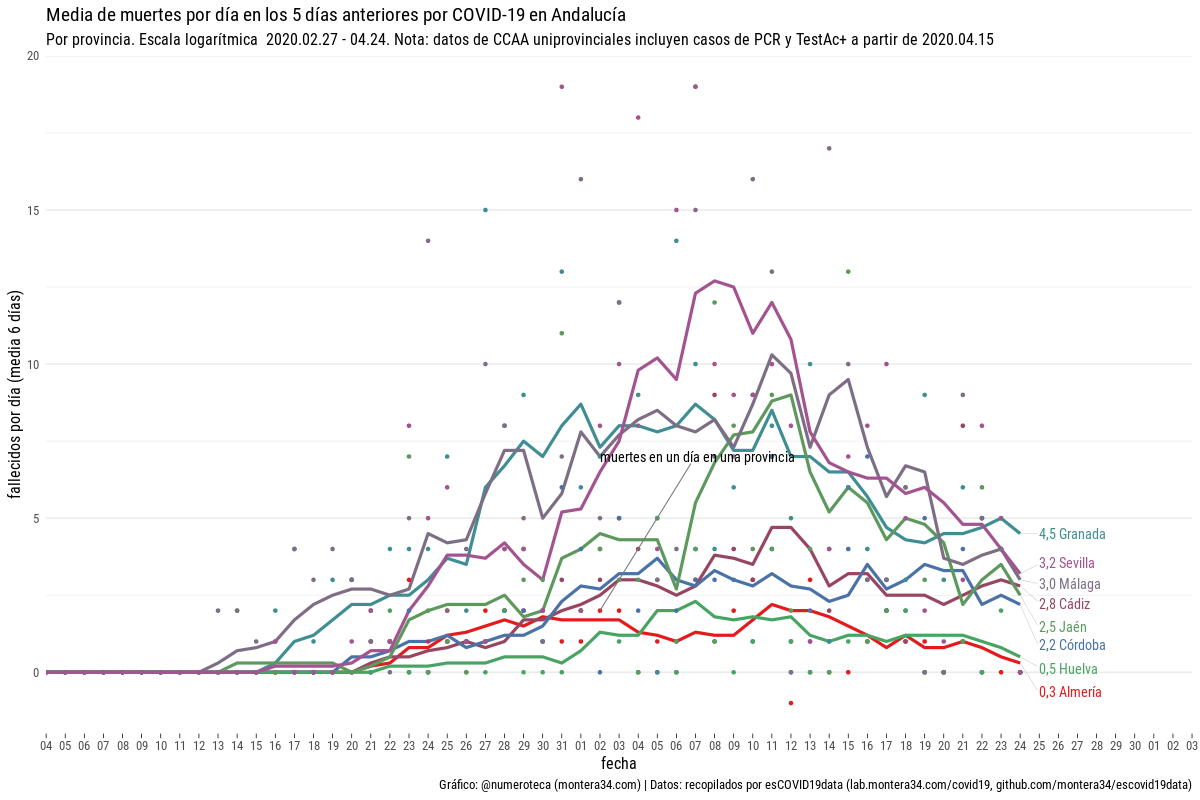 Media de muertes por día en los 5 días anteriores por COVID-19 en Andalucía
Por provincia. Escala logarítmica  2020.02.27 - 04.24. Nota: datos de CCAA uniprovinciales incluyen casos de PCR y TestAc+ a partir de 2020.04.15
fallecidos por día (media 6 días)
20
15
10
5
0
muertes en un día en una provincia
4,5 Granada
3,2 Sevilla
3,0 Málaga
2,8 Cádiz
2,5 Jaén
2,2 Córdoba
0,5 Huelva
0,3 Almería
04 05 06 07 08 09 10 11 12 13 14 15 16 17 18 19 20 21 22 23 24 25 26 27 28 29 30 31 01 02 03 04 05 06 07 08 09 10 11 12 13 14 15 16 17 18 19 20 21 22 23 24 25 26 27 28 29 30 01 02 03
fecha
Gráfico: @numeroteca (montera34.com) | Datos: recopilados por esCOVID19data (lab.montera34.com/covid19, github.com/montera34/escovid19data)